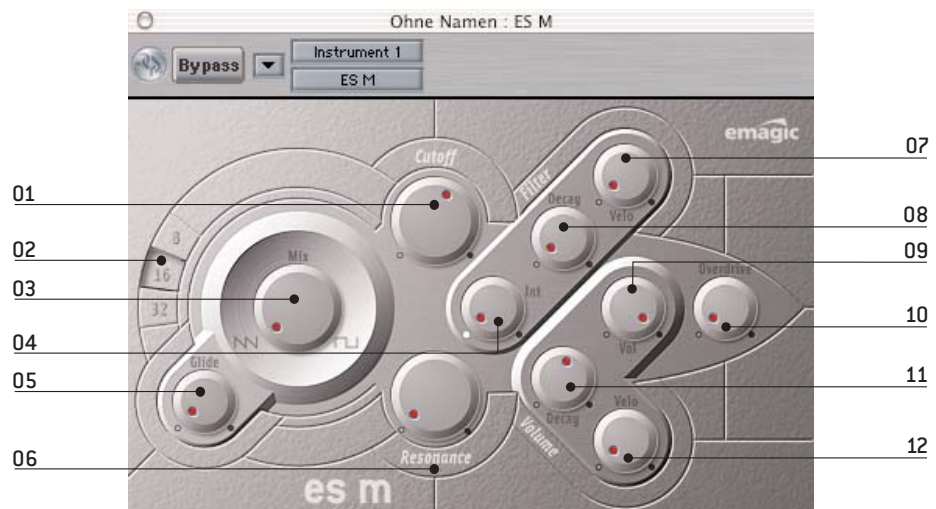 Ohne Namen : ES M
Bypass
Instrument 1
ES M
emagic
01
02
03
04
05
06
07
08
09
10
11
12
Cutoff
Filter
Velo
Decay
Int
8
16
32
Mix
Glide
Overdrive
Vol
Decay
Velo
Volume
Resonance
es m